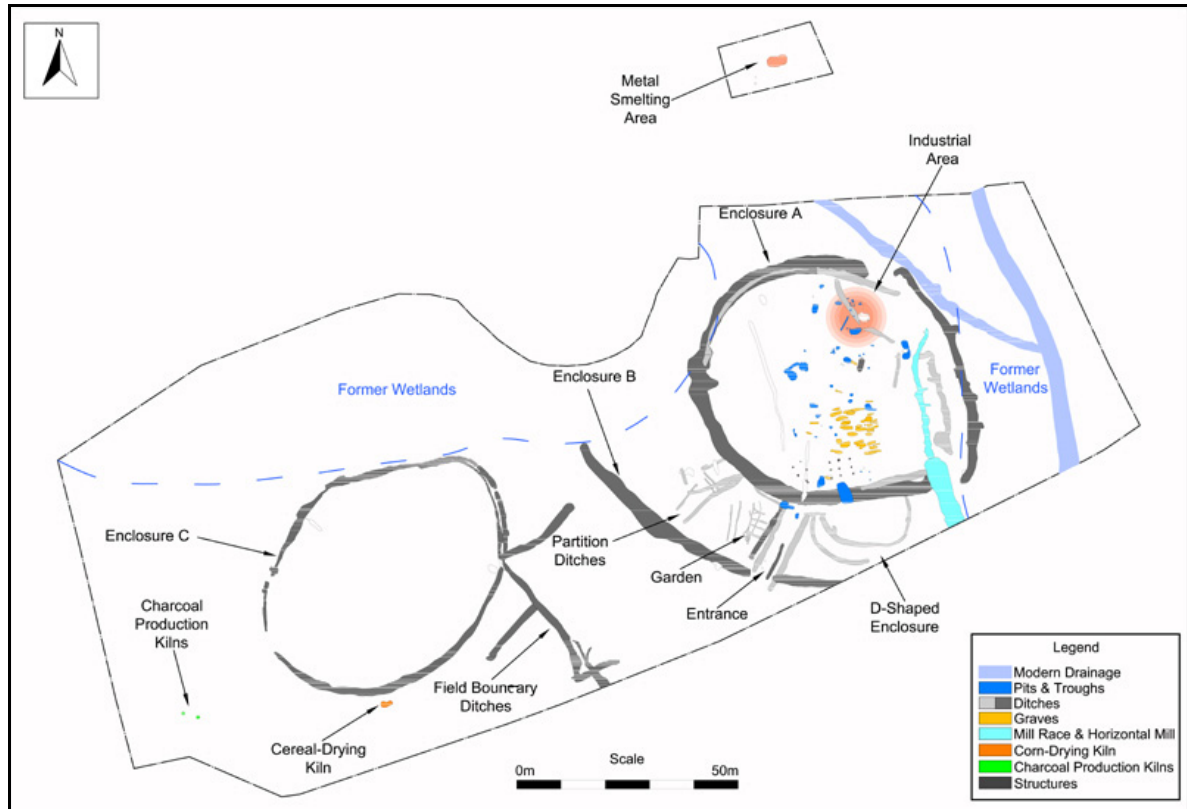 N
Metal
Smelting
Area
Industrial
Area
Enclosure A
Former Wetlands
Enclosure B
Former
Wetlands
Enclosure C
Partition
Ditches
Garden
Entrance
D-Shaped
Enclosure
Charcoal
Production
Kilns
Field Boundary
Ditches
Cereal-Drying
Kiln
Scale
0m
50m
Legend
Modern Drainage
Pits & Troughs
Ditches
Graves
Mill Race & Horizontal Mill
Corn-Drying Kiln
Charcoal Production Kilns
Structures